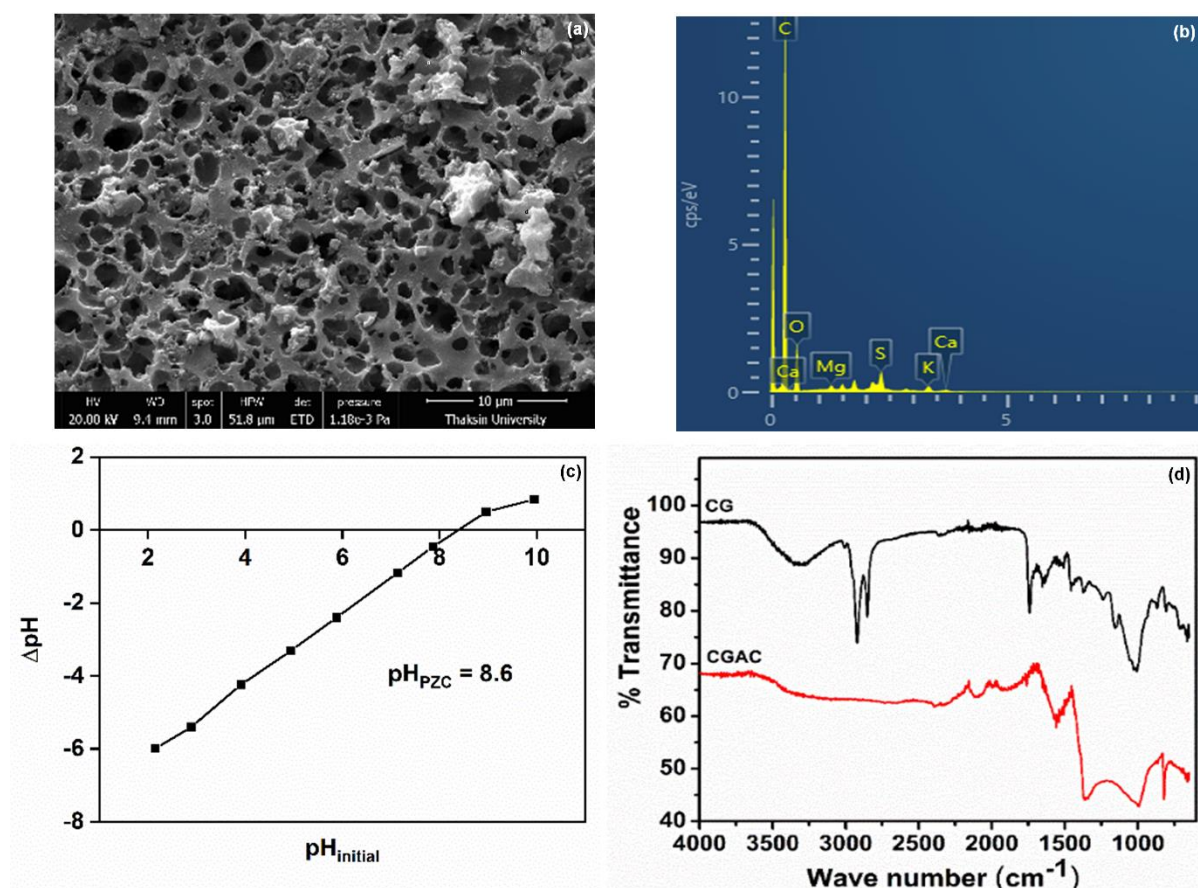 (a)
HV WD spot HFW det pressure 10 µm
20.00 kV 9.4 mm 3.0 51.8 µm ETD 1.18e-3 Pa Thaksin University
(b)
C
10
cps/eV
5
O
Ca
Mg
S
K
Ca
0
0 5
(c)
2
0
2 4 6 8 10
-2
-4
-6
-8
ΔpH
pHPZC = 8.6
pHinitial
(d)
100
CG
90
80
70
CGAC
60
50
40
% Transmittance
4000 3500 3000 2500 2000 1500 1000
Wave number (cm-1)